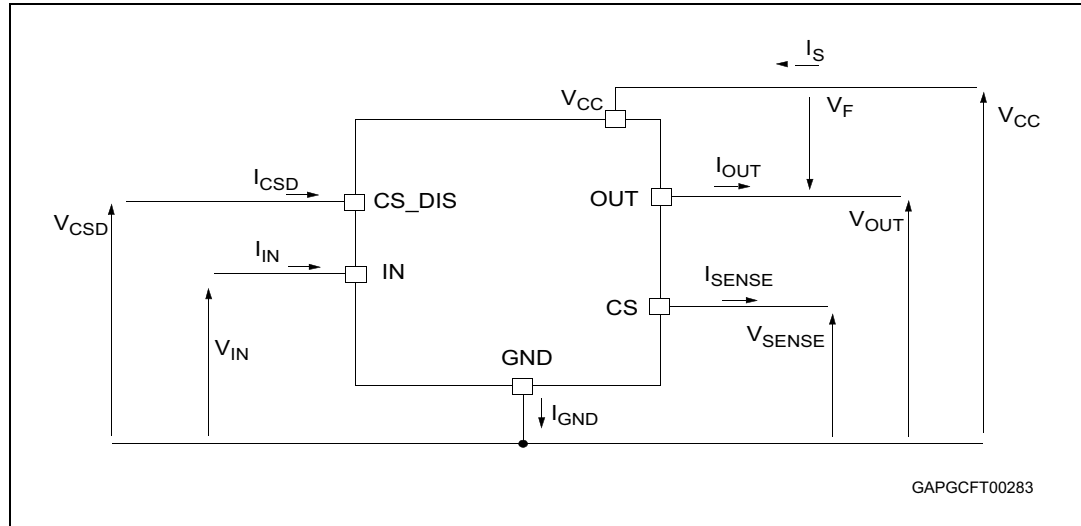 I_S
V_CC
V_F
V_CC
I_CSD
CS_DIS
I_OUT
OUT
V_CSD
V_OUT
I_IN
IN
I_SENSE
CS
V_IN
V_SENSE
GND
I_GND
GAPGCFT00283